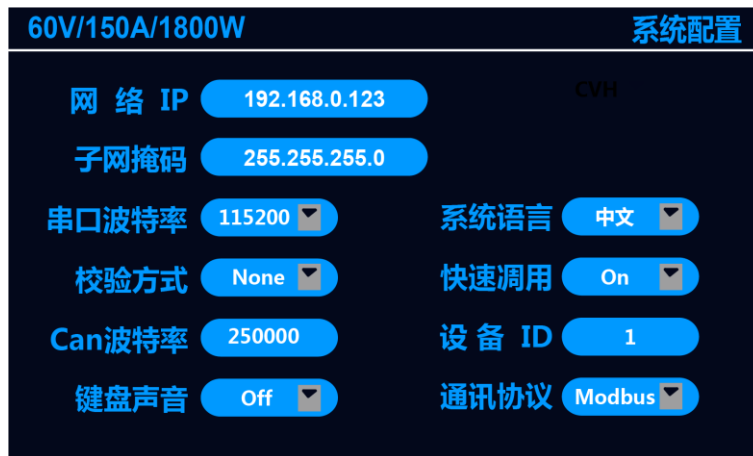 60V/150A/1800W 系统配置
网 络 IP 192.168.0.123 CVH
子网掩码 255.255.255.0
串口波特率 115200 系统语言 中文
校验方式 None 快速调用 On
Can波特率 250000 设 备 ID 1
键盘声音 Off 通讯协议 Modbus